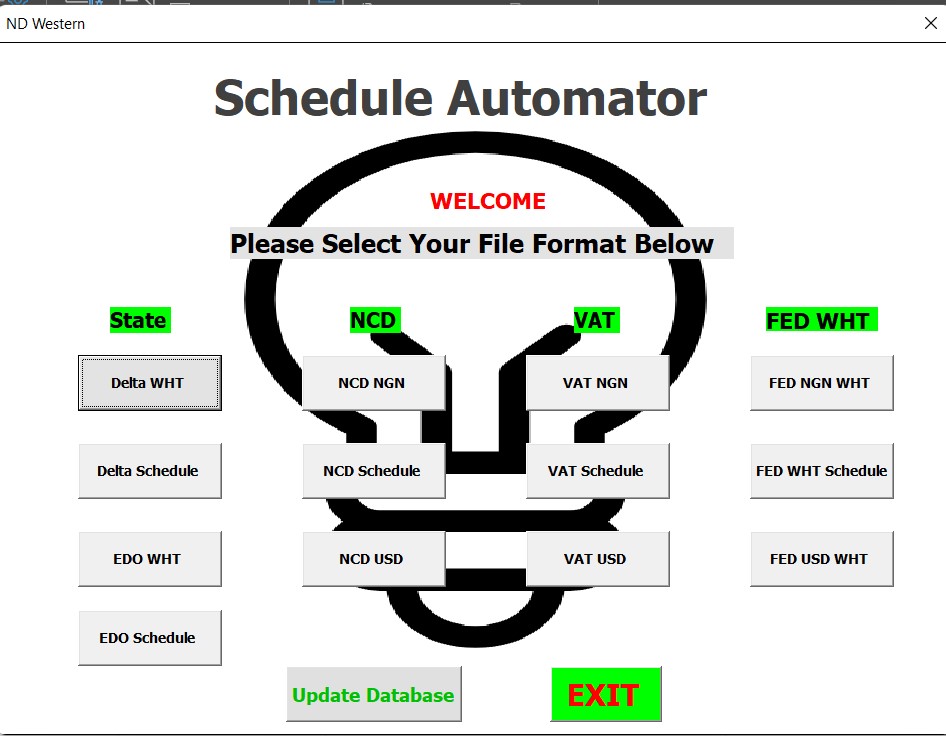 ND Western
Schedule Automator
WELCOME
Please Select Your File Format Below
State NCD VAT FED WHT
Delta WHT NCD NGN VAT NGN FED NGN WHT
Delta Schedule NCD Schedule VAT Schedule FED WHT Schedule
EDO WHT NCD USD VAT USD FED USD WHT
EDO Schedule
Update Database EXIT